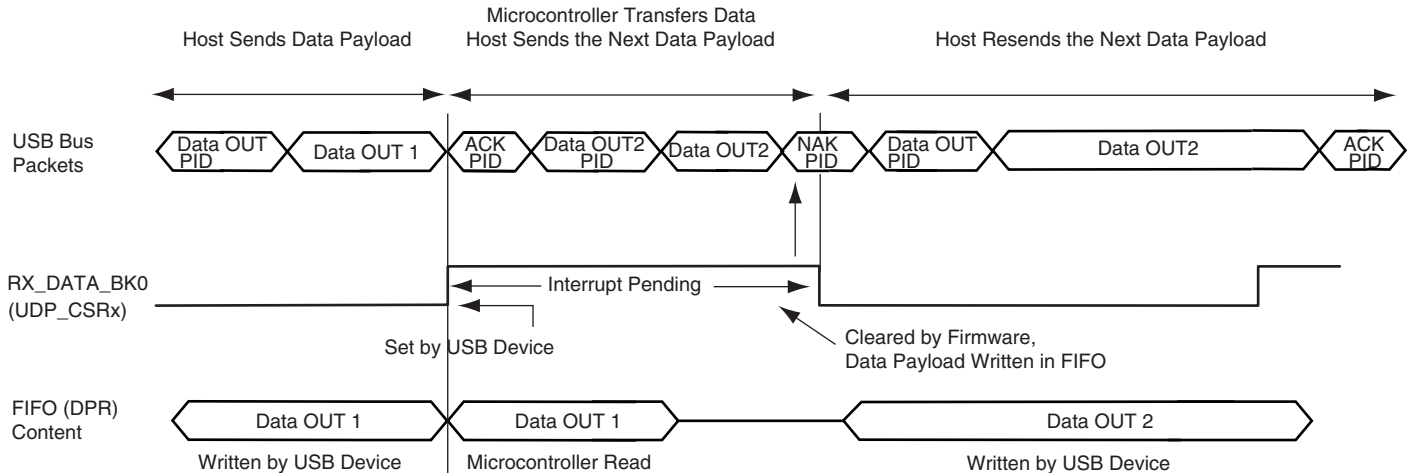 Host Sends Data Payload
Microcontroller Transfers Data
Host Sends the Next Data Payload
Host Resends the Next Data Payload
USB Bus
Packets
Data OUT
PID
Data OUT 1
ACK
PID
Data OUT2
PID
Data OUT2
NAK
PID
Data OUT
PID
Data OUT2
ACK
PID
RX_DATA_BK0
(UDP_CSRx)
Interrupt Pending
Set by USB Device
Cleared by Firmware,
Data Payload Written in FIFO
FIFO (DPR)
Content
Data OUT 1
Data OUT 1
Data OUT 2
Written by USB Device
Microcontroller Read
Written by USB Device